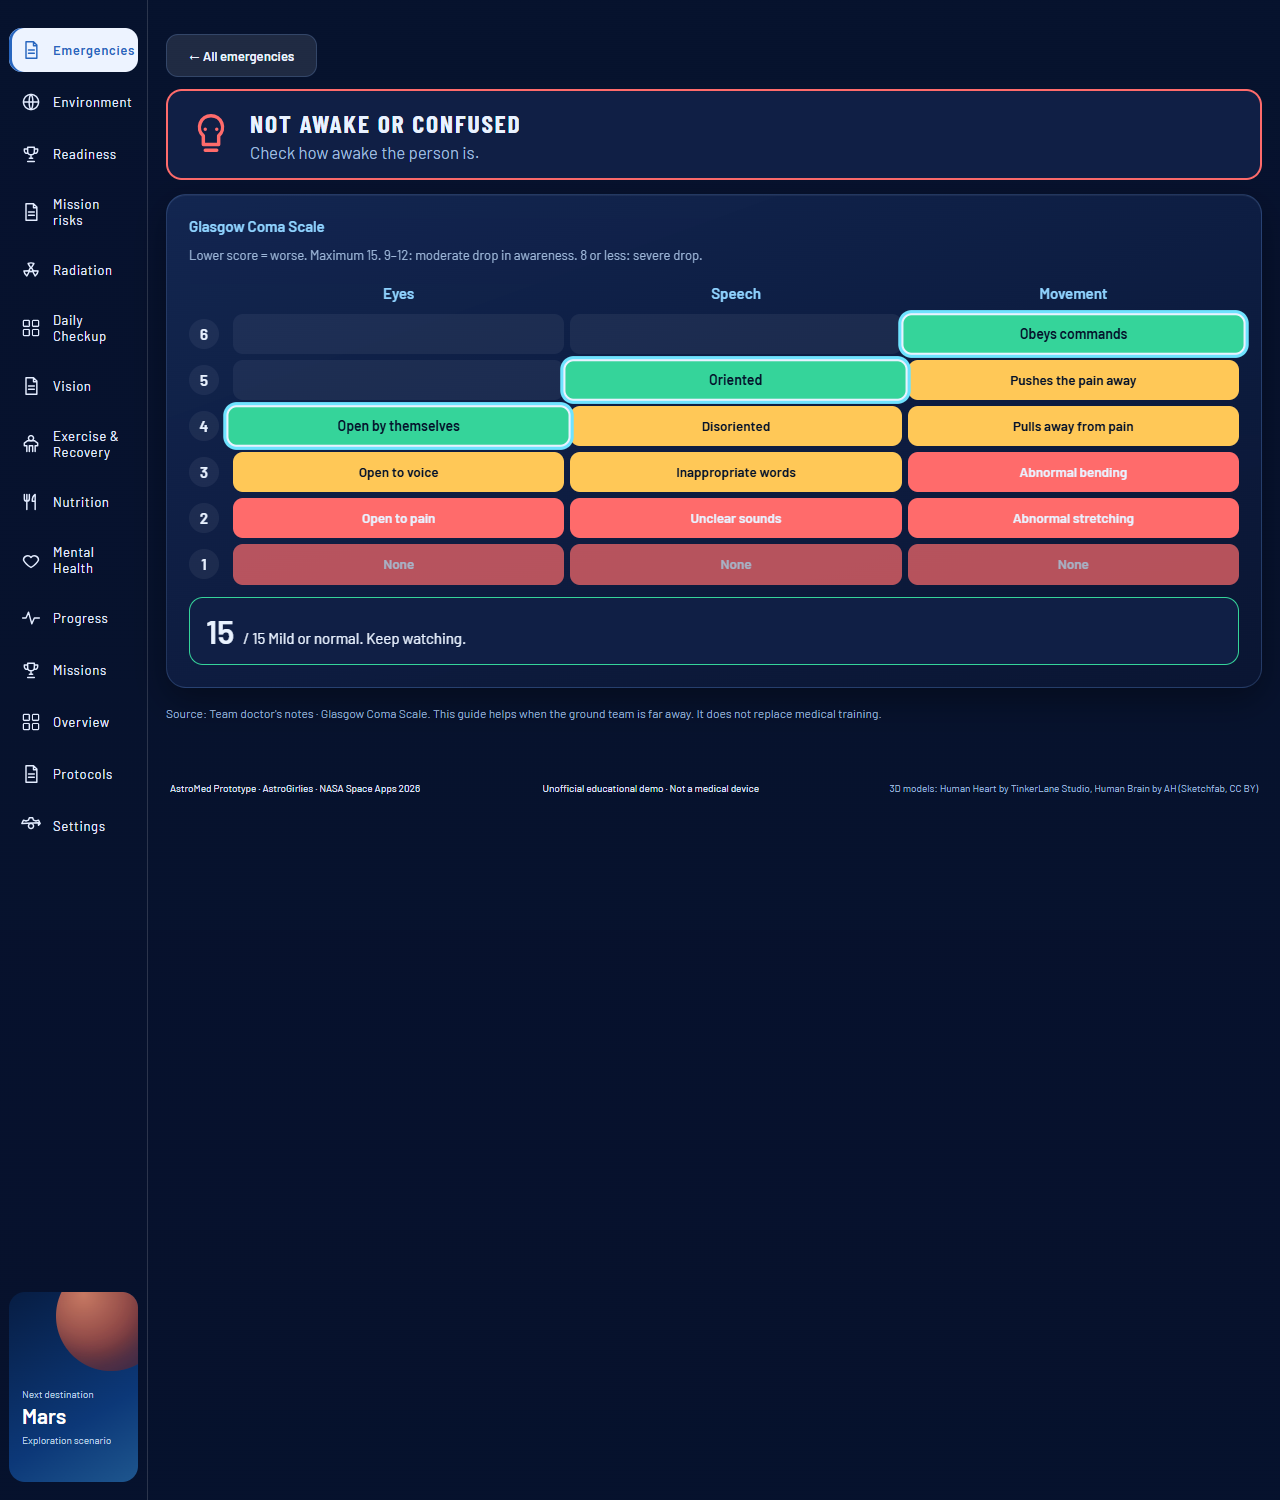 Emergencies
Environment
Readiness
Mission
risks
Radiation
Daily
Checkup
Vision
Exercise &
Recovery
Nutrition
Mental
Health
Progress
Missions
Overview
Protocols
Settings
Next destination
Mars
Exploration scenario
← All emergencies
NOT AWAKE OR CONFUSED
Check how awake the person is.
Glasgow Coma Scale
Lower score = worse. Maximum 15. 9–12: moderate drop in awareness. 8 or less: severe drop.
Eyes Speech Movement
6 Obeys commands
5 Oriented Pushes the pain away
4 Open by themselves Disoriented Pulls away from pain
3 Open to voice Inappropriate words Abnormal bending
2 Open to pain Unclear sounds Abnormal stretching
1 None None None
15 / 15 Mild or normal. Keep watching.
Source: Team doctor's notes · Glasgow Coma Scale. This guide helps when the ground team is far away. It does not replace medical training.
AstroMed Prototype · AstroGirlies · NASA Space Apps 2026 Unofficial educational demo · Not a medical device 3D models: Human Heart by TinkerLane Studio, Human Brain by AH (Sketchfab, CC BY)